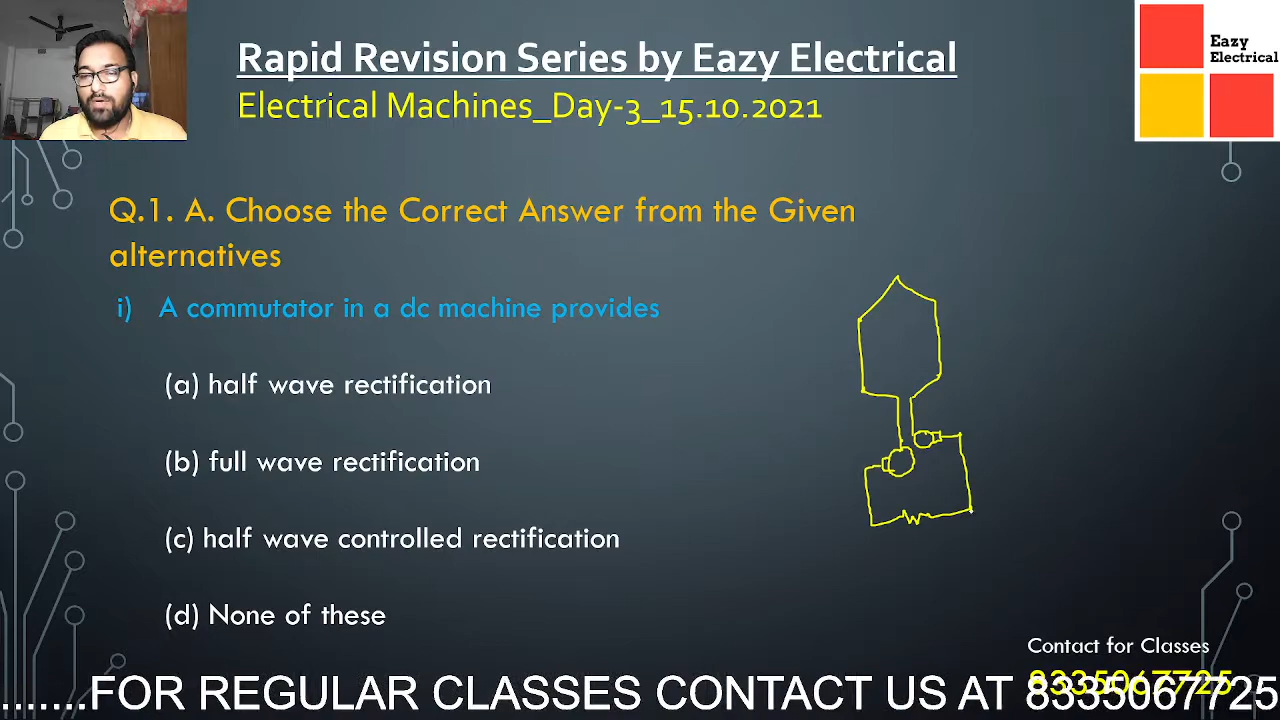 Rapid Revision Series by Eazy Electrical
Electrical Machines_Day-3_15.10.2021
Eazy
Electrical
Q.1. A. Choose the Correct Answer from the Given
alternatives
i) A commutator in a dc machine provides
(a) half wave rectification
(b) full wave rectification
(c) half wave controlled rectification
(d) None of these
Contact for Classes
8335067725
.......FOR REGULAR CLASSES CONTACT US AT 8335067725